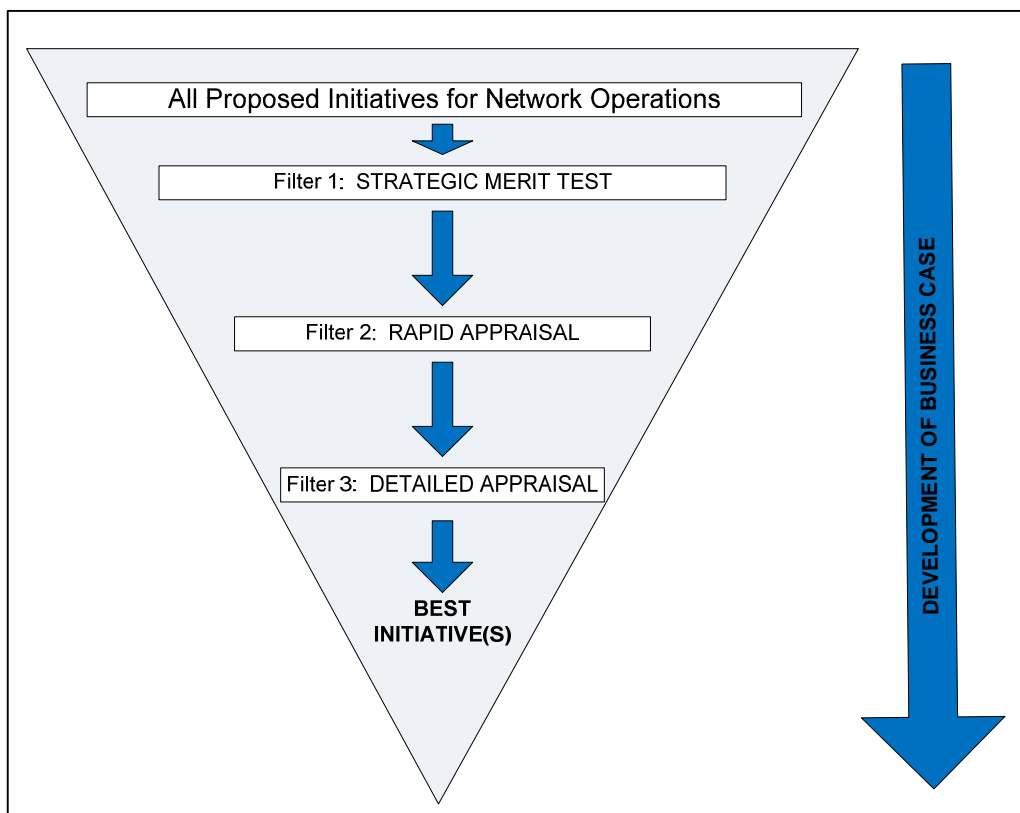 All Proposed Initiatives for Network Operations
Filter 1: STRATEGIC MERIT TEST
Filter 2: RAPID APPRAISAL
Filter 3: DETAILED APPRAISAL
BEST
INITIATIVE(S)
DEVELOPMENT OF BUSINESS CASE